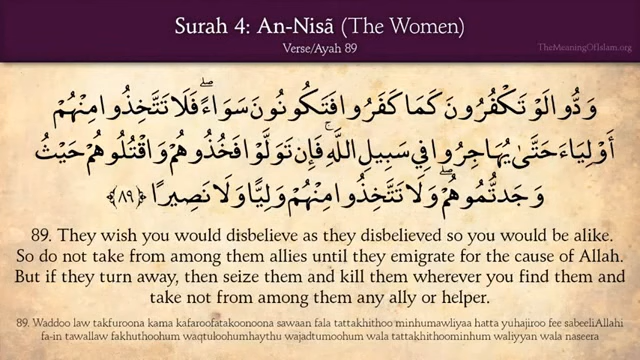 Surah 4: An-Nisã (The Women)
Verse/Ayah 89
TheMeaningOfIslam.org
وَدُّوا لَوْ تَكْفُرُونَ كَمَا كَفَرُوا فَتَكُونُونَ سَوَاءً ۖ فَلَا تَتَّخِذُوا مِنْهُمْ
أَوْلِيَاءَ حَتَّىٰ يُهَاجِرُوا فِي سَبِيلِ اللَّهِ ۚ فَإِن تَوَلَّوْا فَخُذُوهُمْ وَاقْتُلُوهُمْ حَيْثُ
وَجَدتُّمُوهُمْ ۖ وَلَا تَتَّخِذُوا مِنْهُمْ وَلِيًّا وَلَا نَصِيرًا ﴿٨٩﴾
89. They wish you would disbelieve as they disbelieved so you would be alike.
So do not take from among them allies until they emigrate for the cause of Allah.
But if they turn away, then seize them and kill them wherever you find them and
take not from among them any ally or helper.
89. Waddoo law takfuroona kama kafaroofatakoonoona sawaan fala tattakhithoo minhumawliyaa hatta yuhajiroo fee sabeeliAllahi
fa-in tawallaw fakhuthoohum waqtuloohumhaythu wajadtumoohum wala tattakhithoominhum waliyyan wala naseera